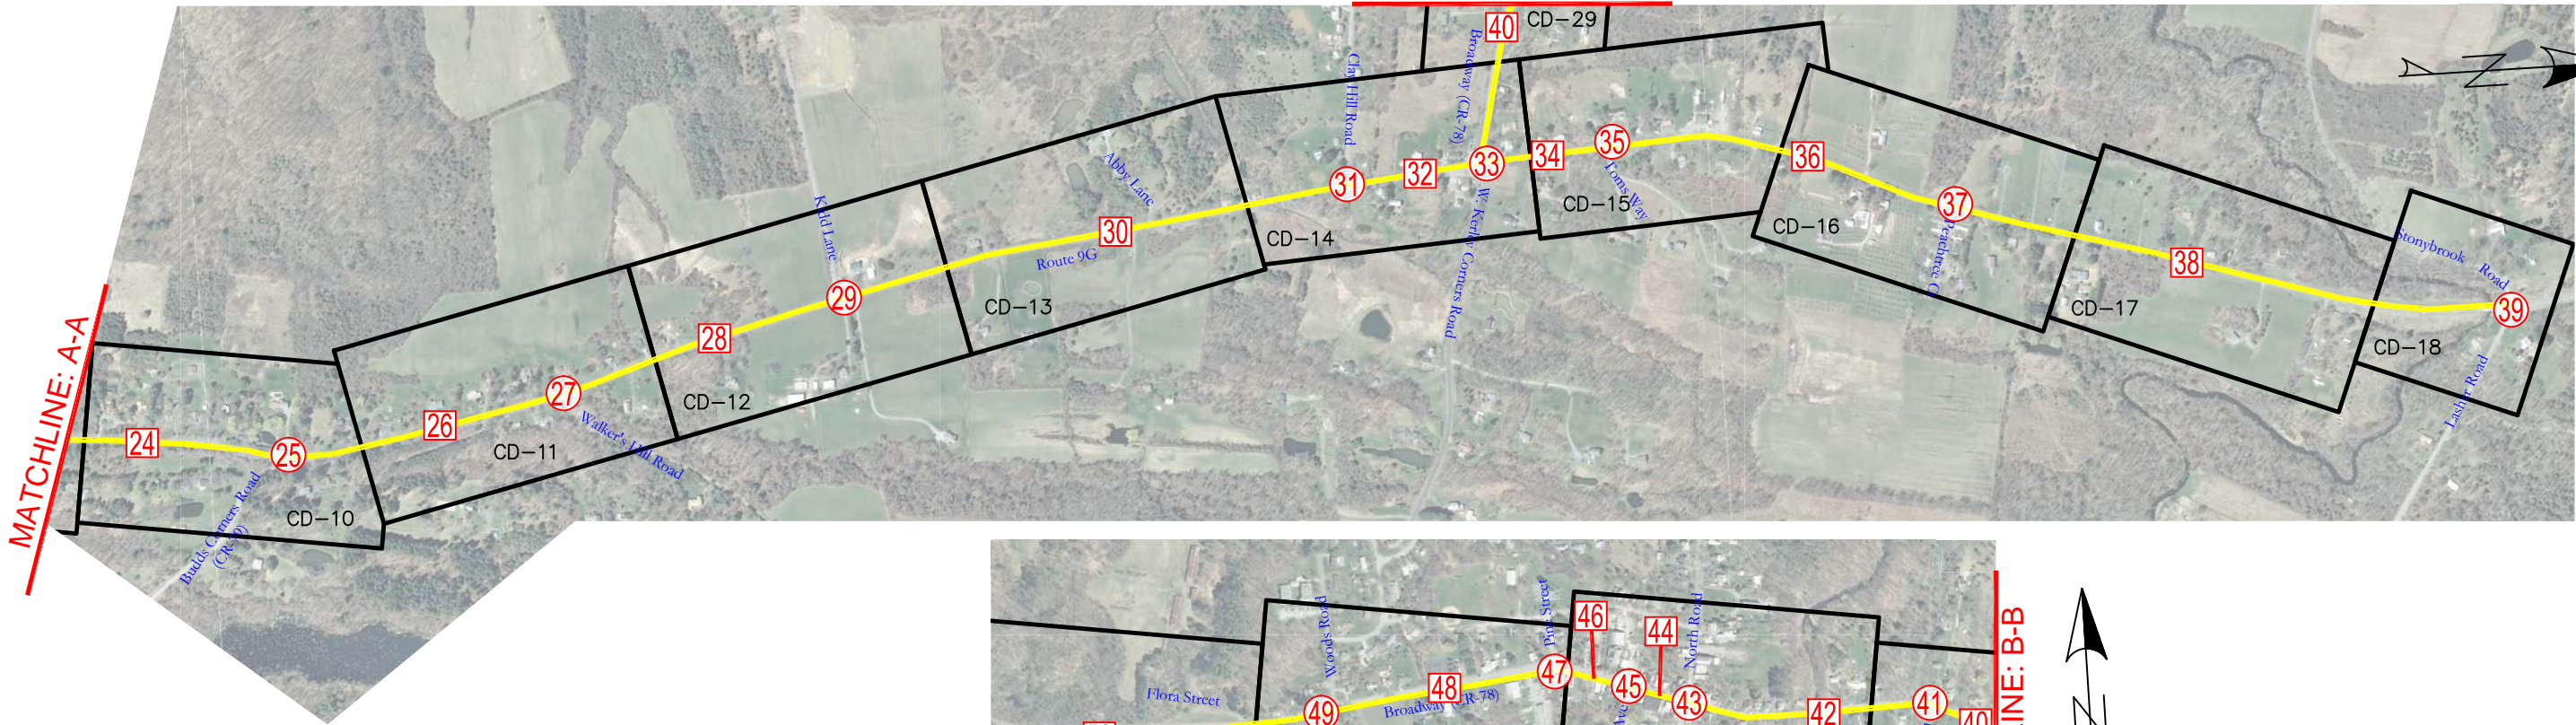 40
CD-29
Broadway (CR-78)
Clay Hill Road
Abby Lane
Kidd Lane
Route 9G
31
32
33
34
35
36
37
38
39
30
29
28
27
26
25
24
CD-15
Toms Way
CD-14
CD-16
CD-13
CD-17
CD-18
CD-12
CD-11
CD-10
W. Kerley Corners Road
Stonybrook Road
Lasher Road
Walker's Hill Road
Budds Corners Road
(CR-79)
MATCHLINE: A-A
Woods Road
Pine Street
North Road
46
44
47
45
43
48
49
42
41
40
Flora Street
Broadway (CR-78)
LINE: B-B
N
N